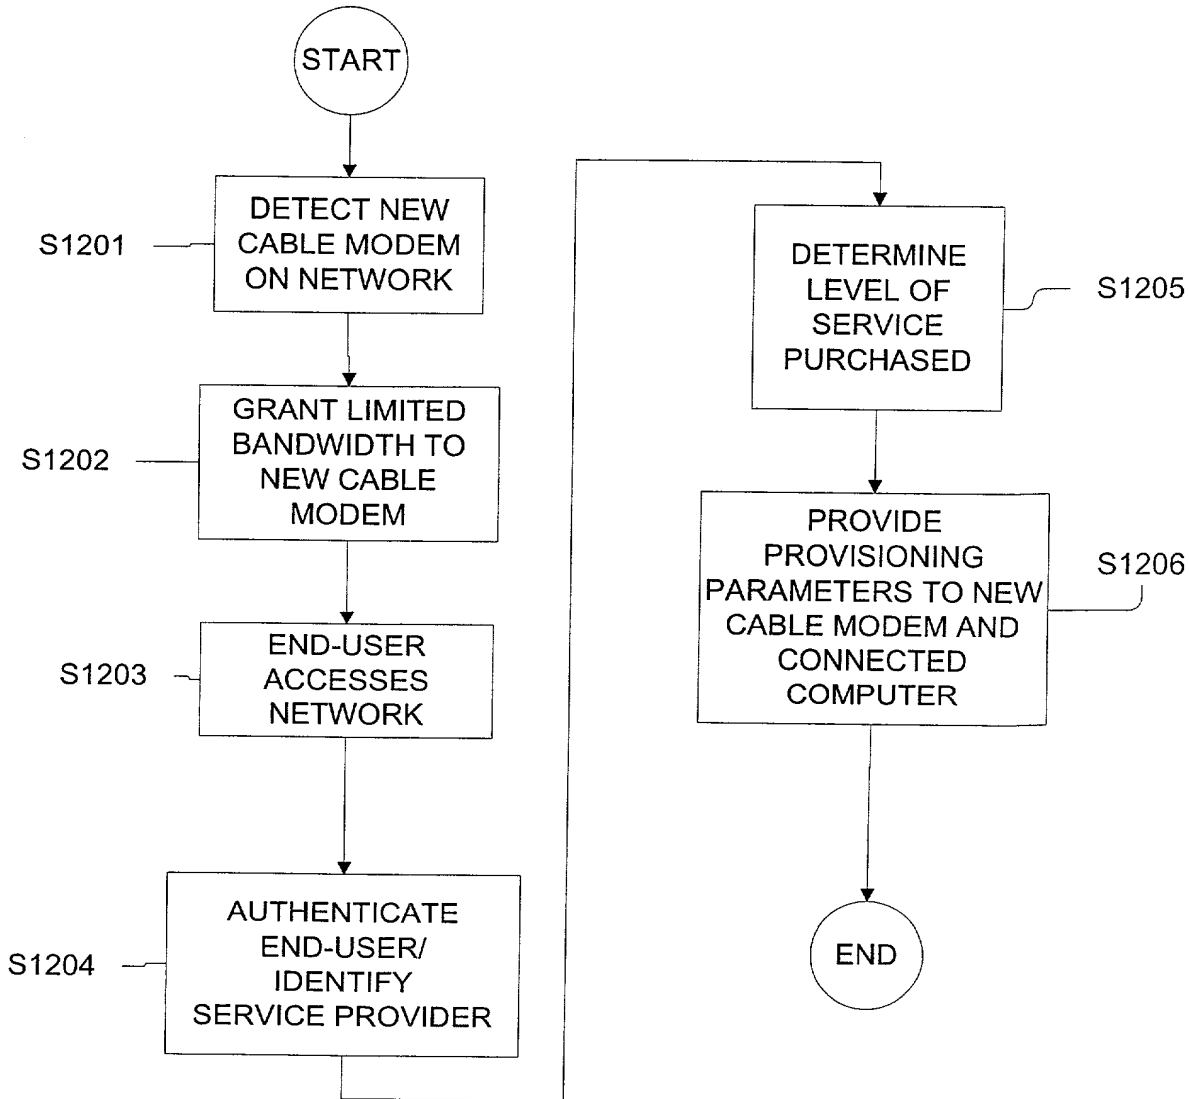 START
S1201
DETECT NEW
CABLE MODEM
ON NETWORK
S1202
GRANT LIMITED
BANDWIDTH TO
NEW CABLE
MODEM
S1203
END-USER
ACCESSES
NETWORK
S1204
AUTHENTICATE
END-USER/
IDENTIFY
SERVICE PROVIDER
DETERMINE
LEVEL OF
SERVICE
PURCHASED
S1205
PROVIDE
PROVISIONING
PARAMETERS TO NEW
CABLE MODEM AND
CONNECTED
COMPUTER
S1206
END